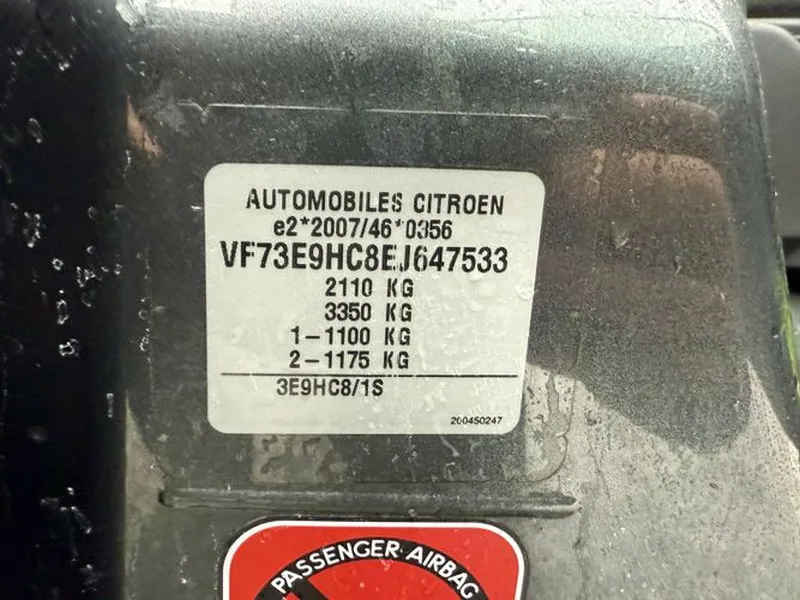 AUTOMOBILES CITROEN
e2*2007/46*0356
VF73E9HC8EJ647533
2110 KG
3350 KG
1-1100 KG
2-1175 KG
3E9HC8/1S
200450247
PASSENGER AIRBAG